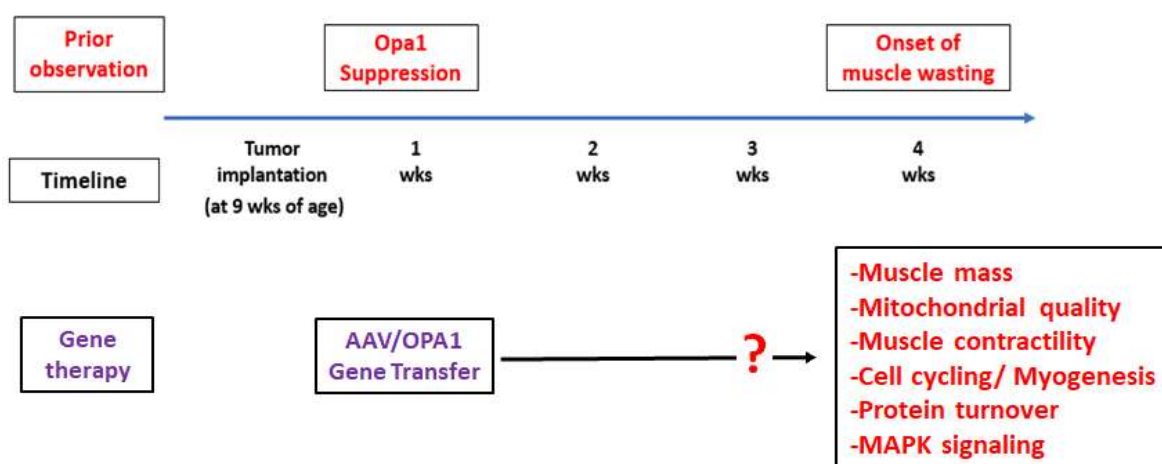 Prior
observation
Opa1
Suppression
Onset of
muscle wasting
Timeline
Tumor
implantation
(at 9 wks of age)
1
wks
2
wks
3
wks
4
wks
Gene
therapy
AAV/OPA1
Gene Transfer
?
-Muscle mass
-Mitochondrial quality
-Muscle contractility
-Cell cycling/ Myogenesis
-Protein turnover
-MAPK signaling